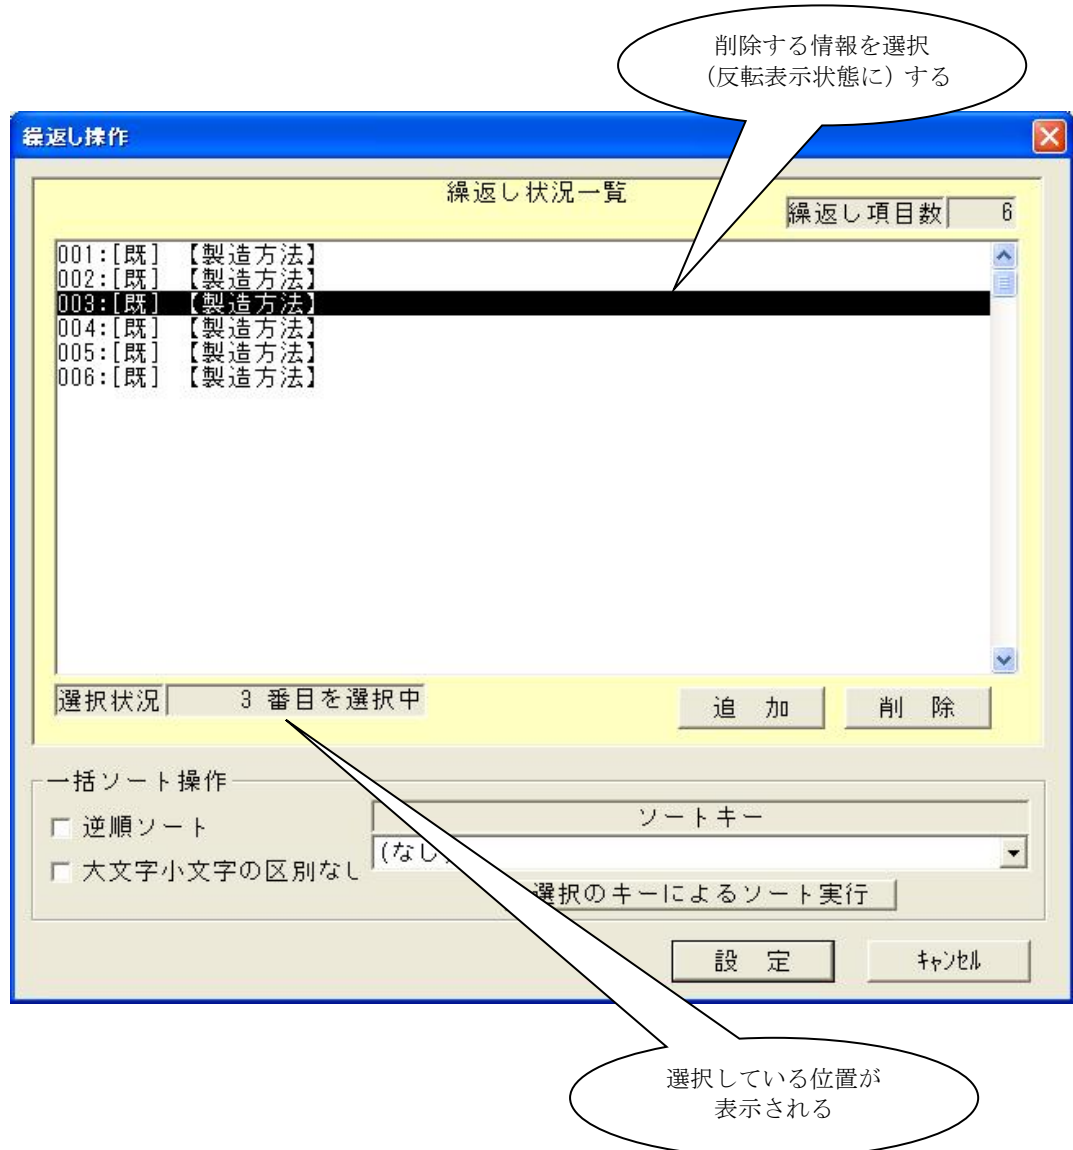 削除する情報を選択
（反転表示状態に）する
繰返し操作
繰返し状況一覧
繰返し項目数 6
001:[既] 【製造方法】
002:[既] 【製造方法】
003:[既] 【製造方法】
004:[既] 【製造方法】
005:[既] 【製造方法】
006:[既] 【製造方法】
選択状況 3 番目を選択中
追 加
削 除
一括ソート操作
逆順ソート
大文字小文字の区別なし
ソートキー
(なし
選択のキーによるソート実行
設 定
ｷｬﾝｾﾙ
選択している位置が
表示される